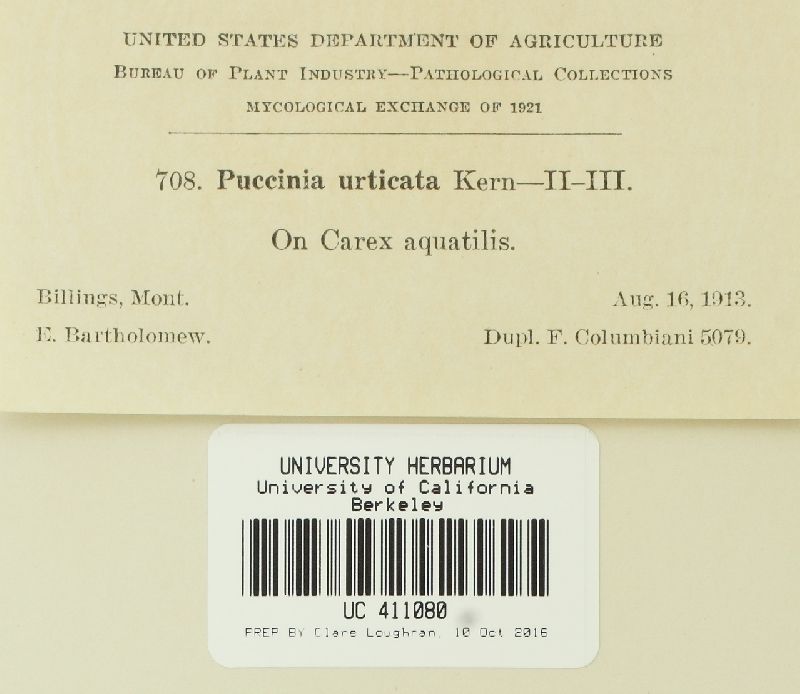 UNITED STATES DEPARTMENT OF AGRICULTURE
BUREAU OF PLANT INDUSTRY—PATHOLOGICAL COLLECTIONS
MYCOLOGICAL EXCHANGE OF 1921
708. Puccinia urticata Kern—II–III.
On Carex aquatilis.
Billings, Mont. Aug. 16, 1913.
E. Bartholomew. Dupl. F. Columbiani 5079.
UNIVERSITY HERBARIUM
University of California
Berkeley
UC 411080
PREP BY Clare Loughran, 10 Oct 2016